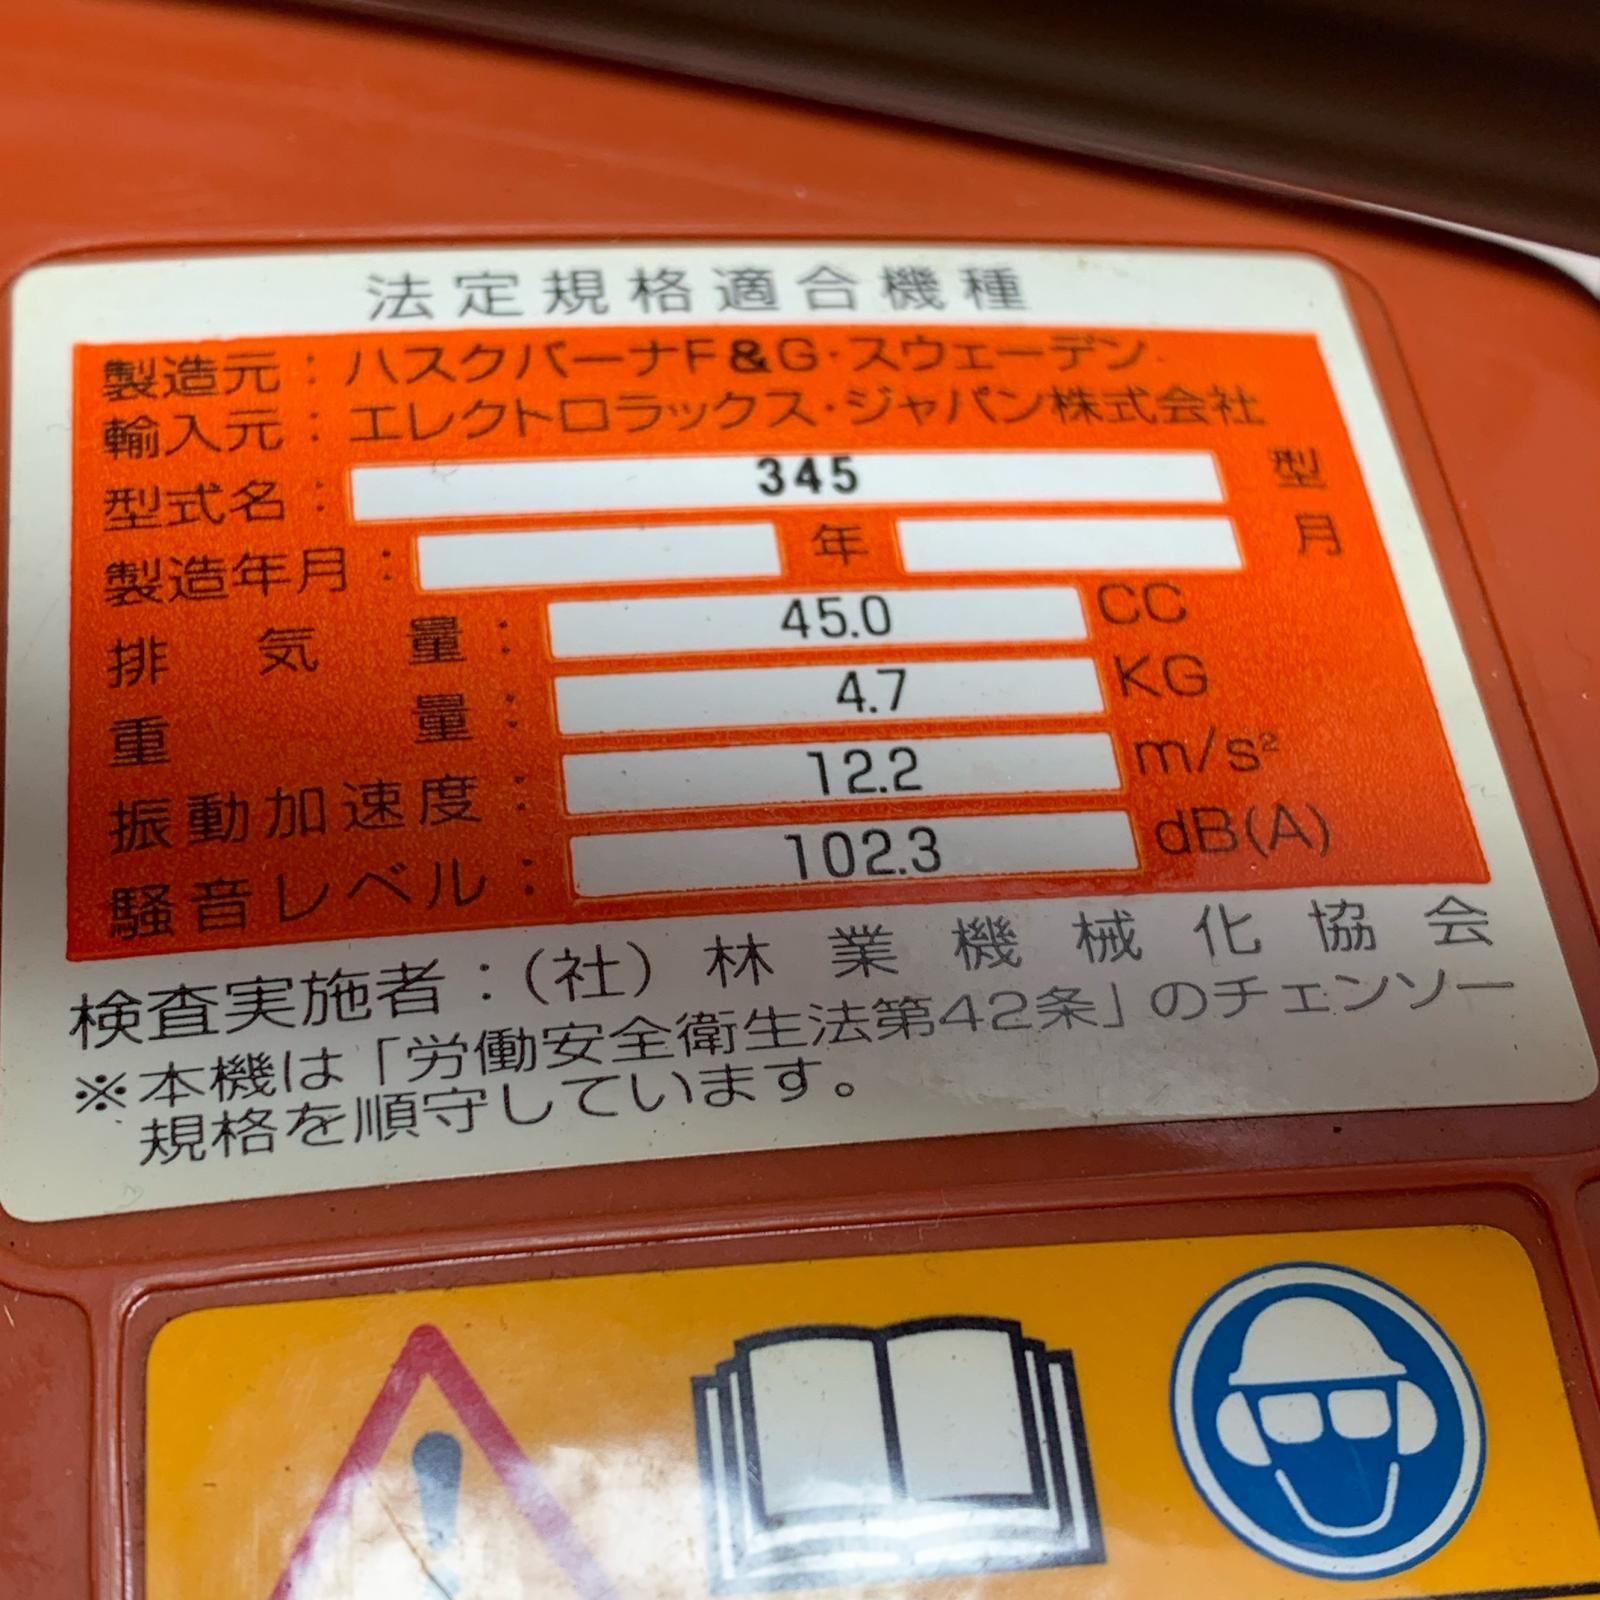 法定規格適合機種
製造元:ハスクバーナF&G・スウェーデン
輸入元:エレクトロラックス・ジャパン株式会社
型式名: 345 型
製造年月: 年 月
排気量: 45.0 CC
重量: 4.7 KG
振動加速度: 12.2 m/s²
騒音レベル: 102.3 dB(A)
検査実施者:(社)林業機械化協会
※本機は「労働安全衛生法第42条」のチェンソー
規格を順守しています。